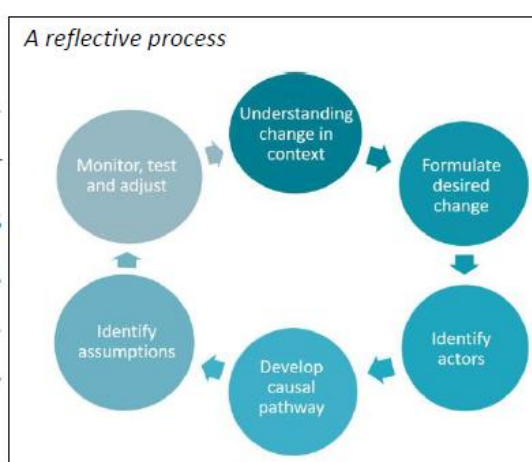 A reflective process
Understanding
change in
context
Formulate
desired
change
Identify
actors
Develop
causal
pathway
Identify
assumptions
Monitor, test
and adjust